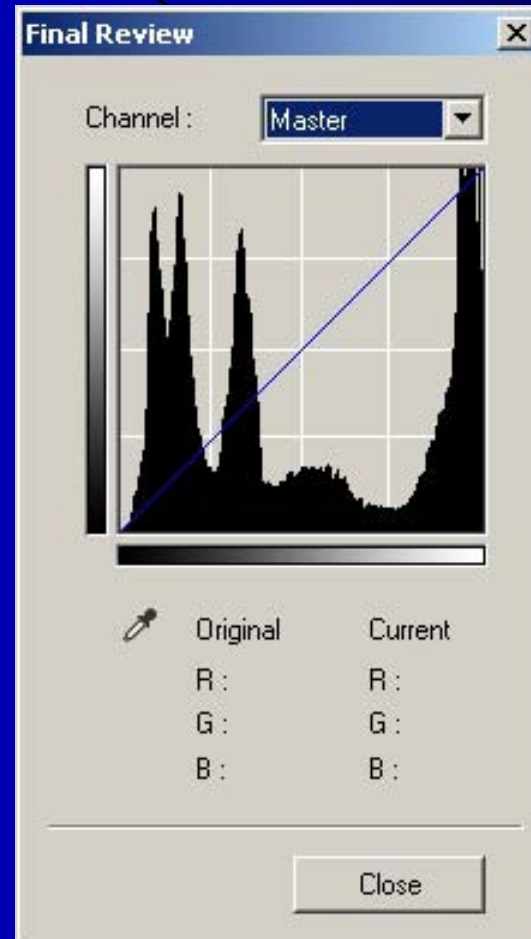 Final Review
Channel : Master
Original Current
R : R :
G : G :
B : B :
Close